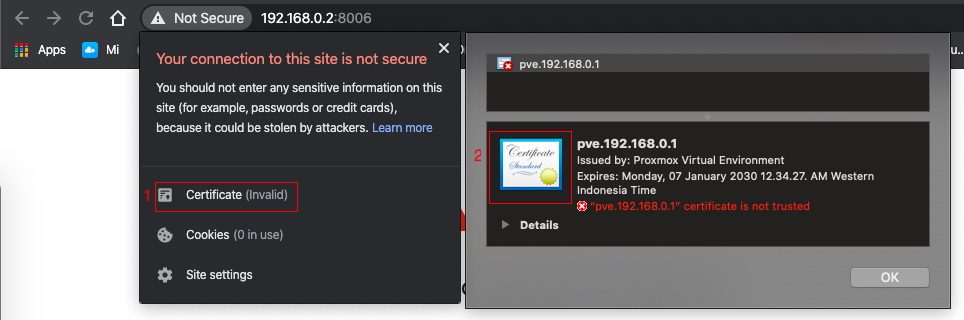 Not Secure 192.168.0.2:8006
Apps
Mi
Your connection to this site is not secure
You should not enter any sensitive information on this
site (for example, passwords or credit cards),
because it could be stolen by attackers. Learn more
1
Certificate (Invalid)
Cookies (0 in use)
Site settings
pve.192.168.0.1
2
Certificate
Standard
pve.192.168.0.1
Issued by: Proxmox Virtual Environment
Expires: Monday, 07 January 2030 12.34.27. AM Western
Indonesia Time
"pve.192.168.0.1" certificate is not trusted
Details
OK